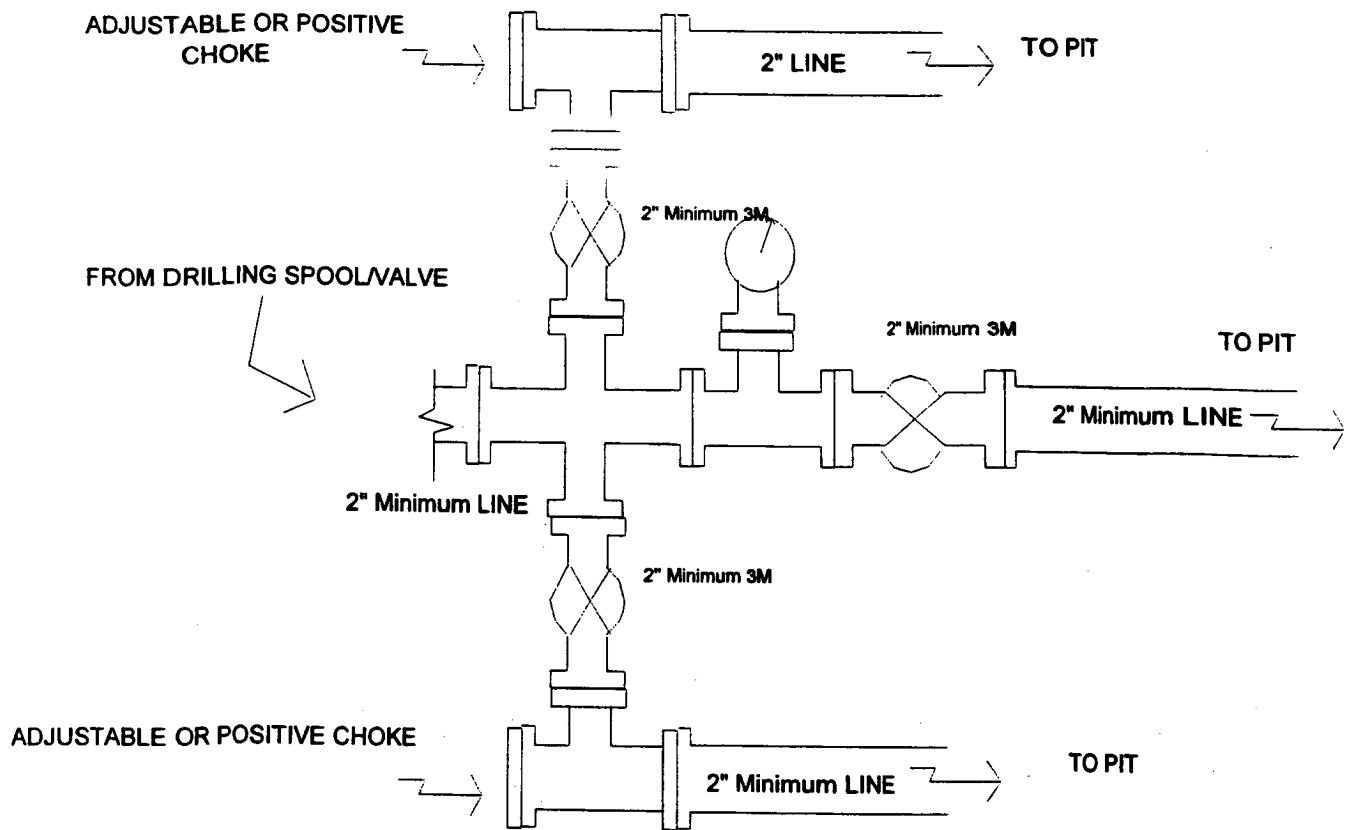 ADJUSTABLE OR POSITIVE
CHOKE
2" LINE
TO PIT
2" Minimum 3M
FROM DRILLING SPOOL/VALVE
2" Minimum 3M
TO PIT
2" Minimum LINE
2" Minimum LINE
2" Minimum 3M
ADJUSTABLE OR POSITIVE CHOKE
2" Minimum LINE
TO PIT